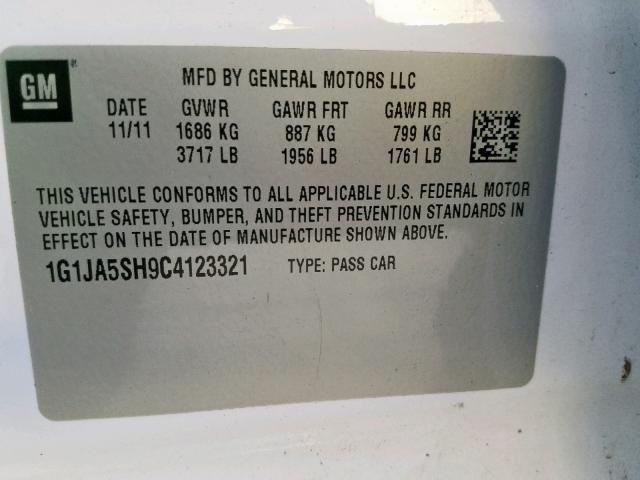 GM ®
MFD BY GENERAL MOTORS LLC
DATE GVWR GAWR FRT GAWR RR
11/11 1686 KG 887 KG 799 KG
3717 LB 1956 LB 1761 LB
THIS VEHICLE CONFORMS TO ALL APPLICABLE U.S. FEDERAL MOTOR
VEHICLE SAFETY, BUMPER, AND THEFT PREVENTION STANDARDS IN
EFFECT ON THE DATE OF MANUFACTURE SHOWN ABOVE.
1G1JA5SH9C4123321 TYPE: PASS CAR